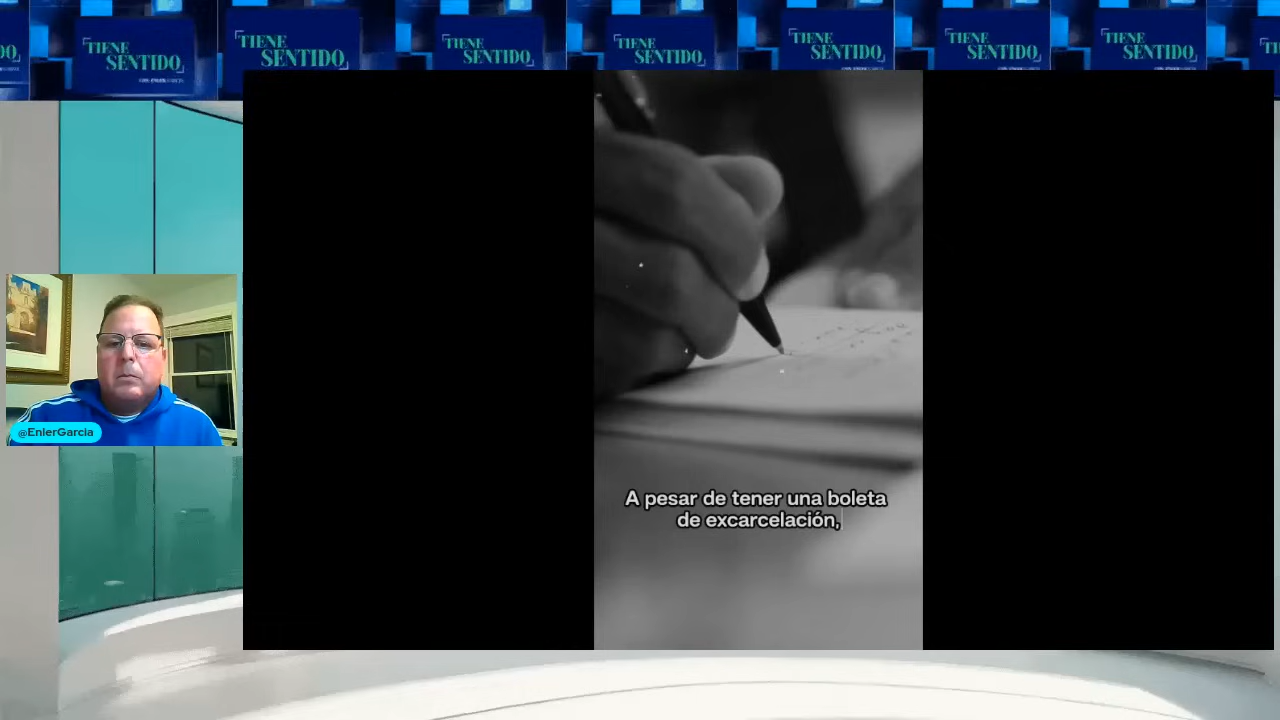 TIENE
SENTIDO
TIENE
SENTIDO
TIENE
SENTIDO
TIENE
SENTIDO
TIENE
SENTIDO
TIENE
SENTIDO
TIENE
SENTIDO
@EnierGarcia
A pesar de tener una boleta
de excarcelación,